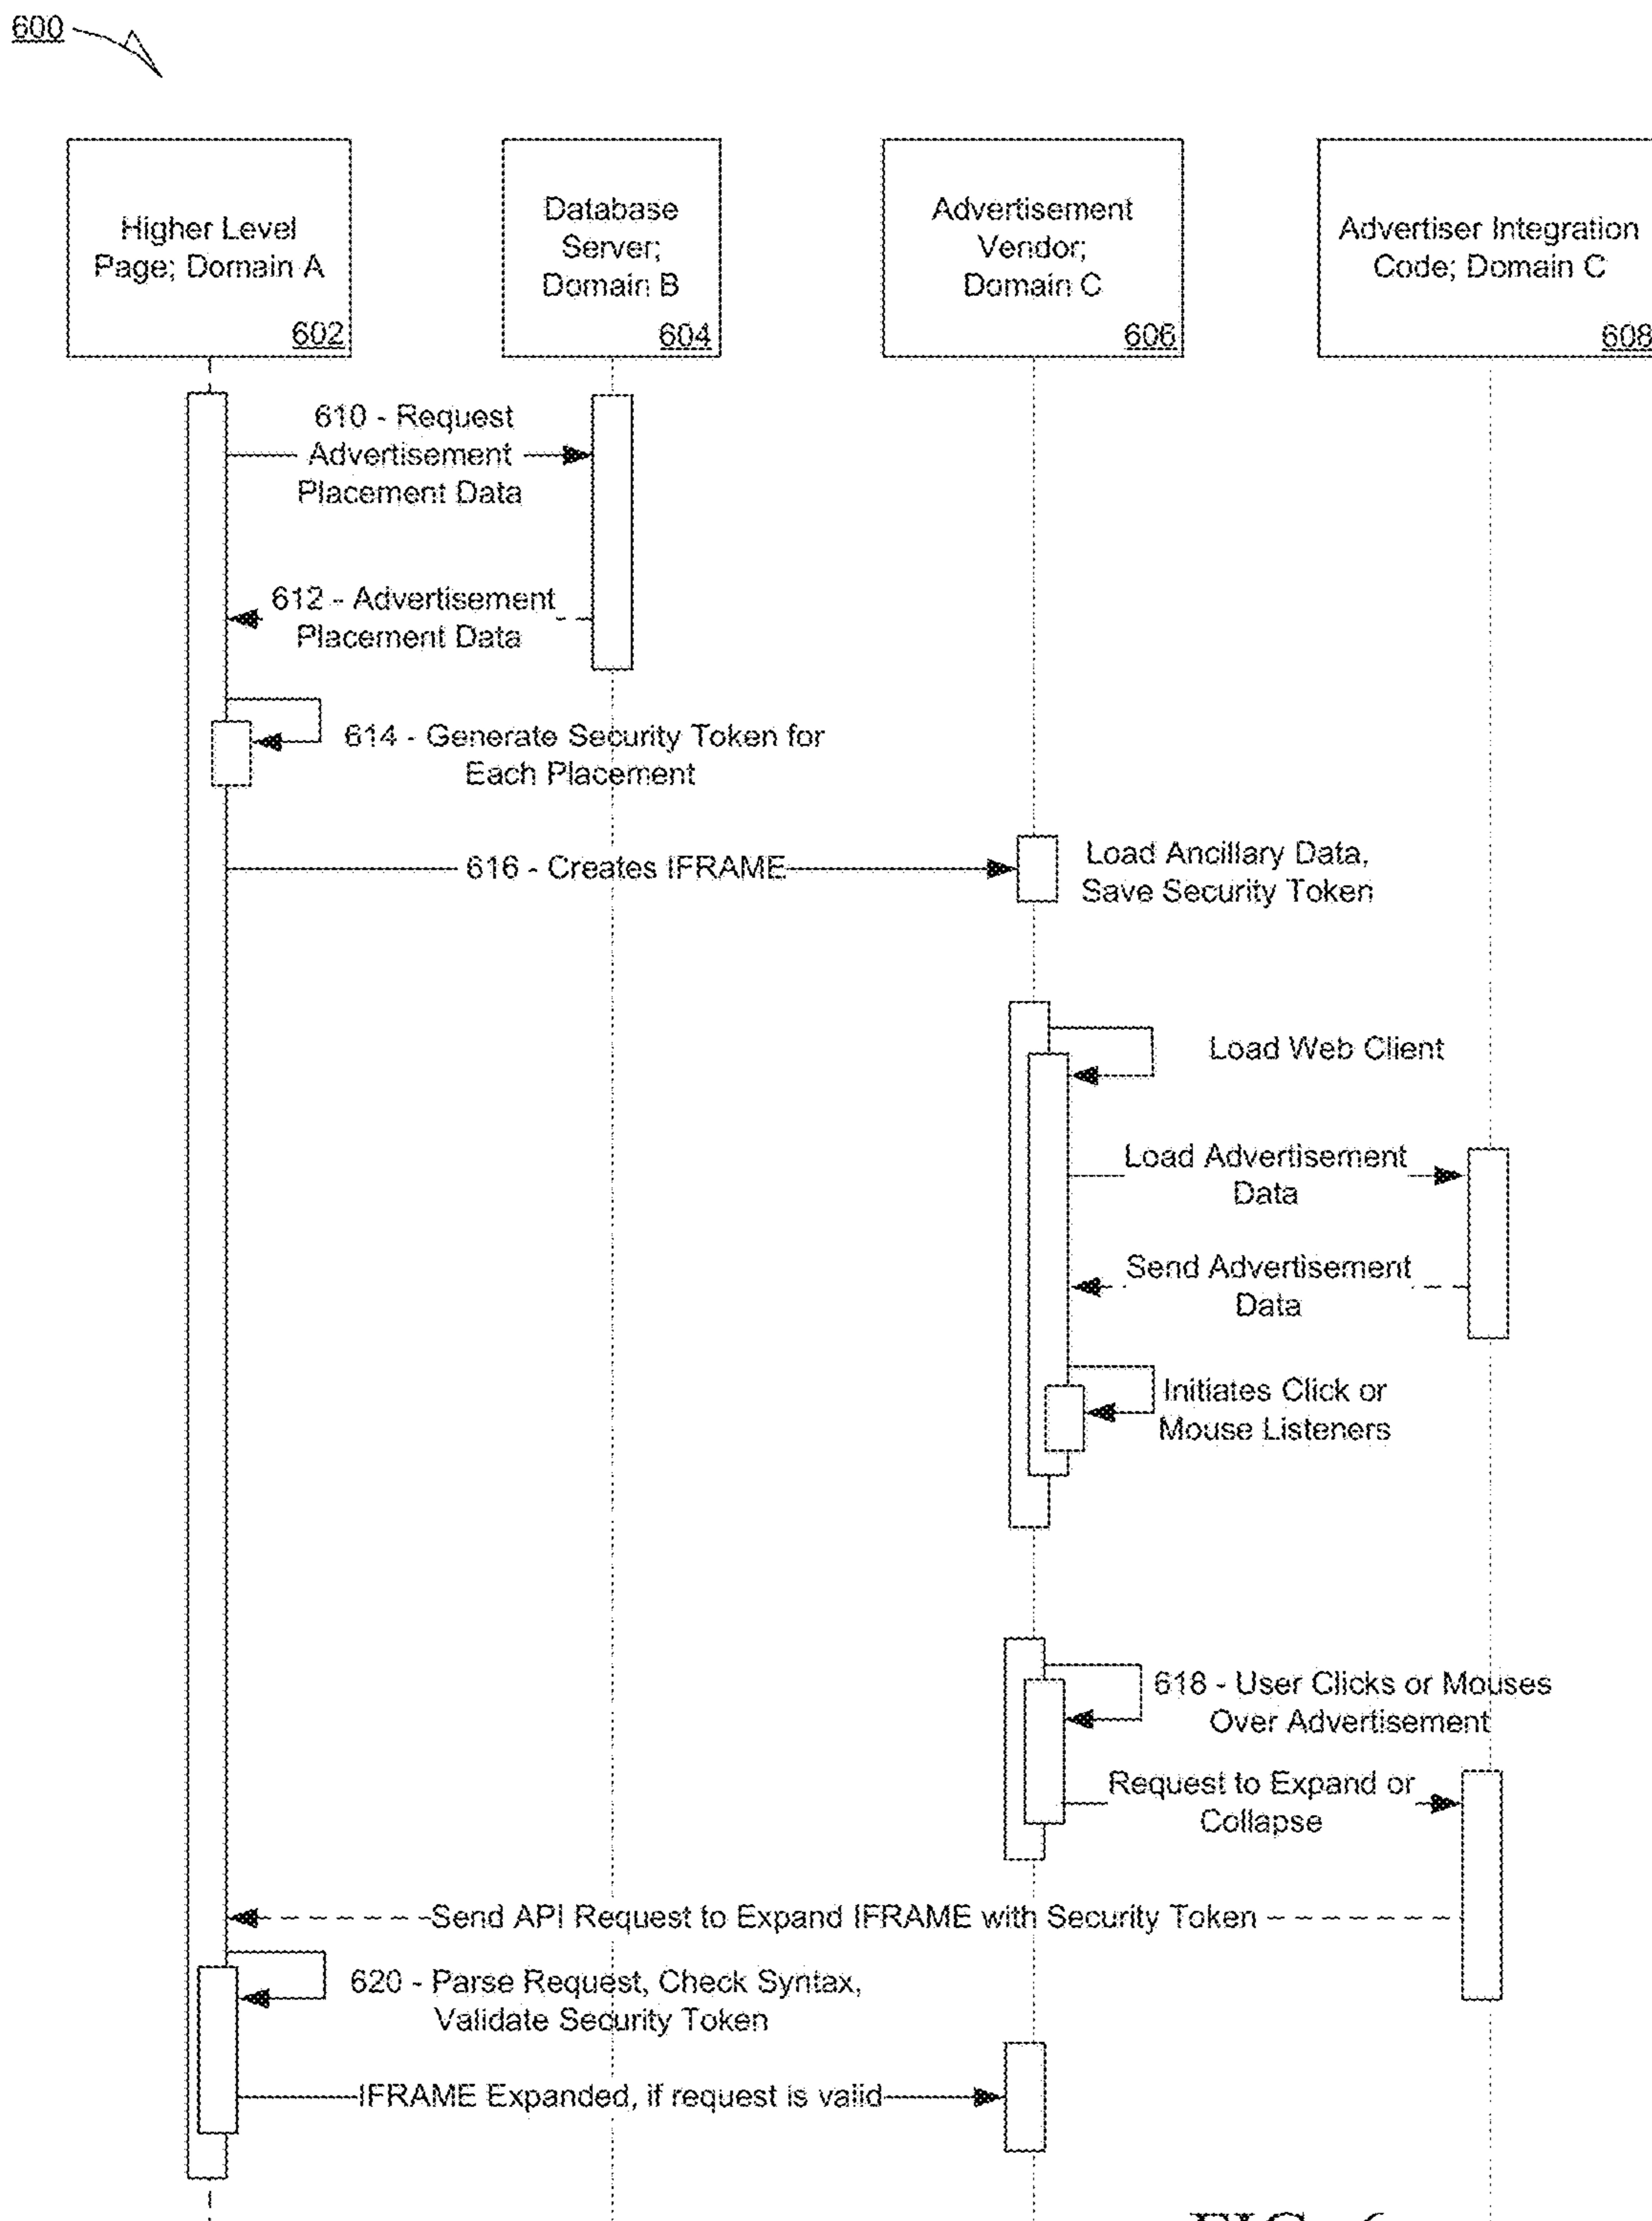 600
Higher Level
Page; Domain A
602
Database
Server;
Domain B
604
Advertisement
Vendor;
Domain C
606
Advertiser Integration
Code; Domain C
608
610 - Request
Advertisement
Placement Data
612 - Advertisement
Placement Data
614 - Generate Security Token for
Each Placement
616 - Creates IFRAME
Load Ancillary Data,
Save Security Token
Load Web Client
Load Advertisement
Data
Send Advertisement
Data
Initiates Click or
Mouse Listeners
618 - User Clicks or Mouses
Over Advertisement
Request to Expand or
Collapse
Send API Request to Expand IFRAME with Security Token
620 - Parse Request, Check Syntax,
Validate Security Token
IFRAME Expanded, if request is valid